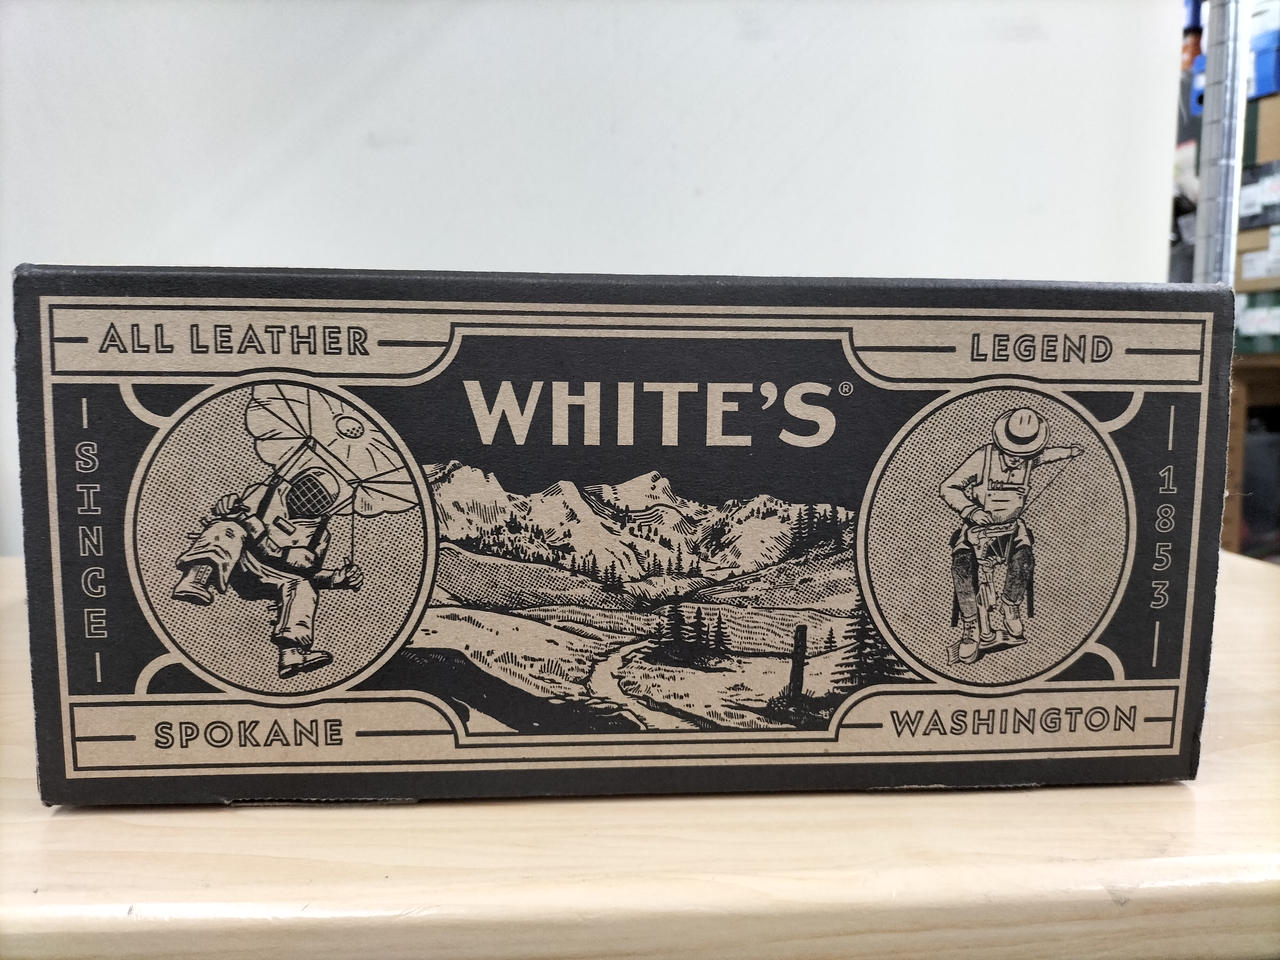 ALL LEATHER
LEGEND
WHITE'S®
SINCE
1853
SPOKANE
WASHINGTON